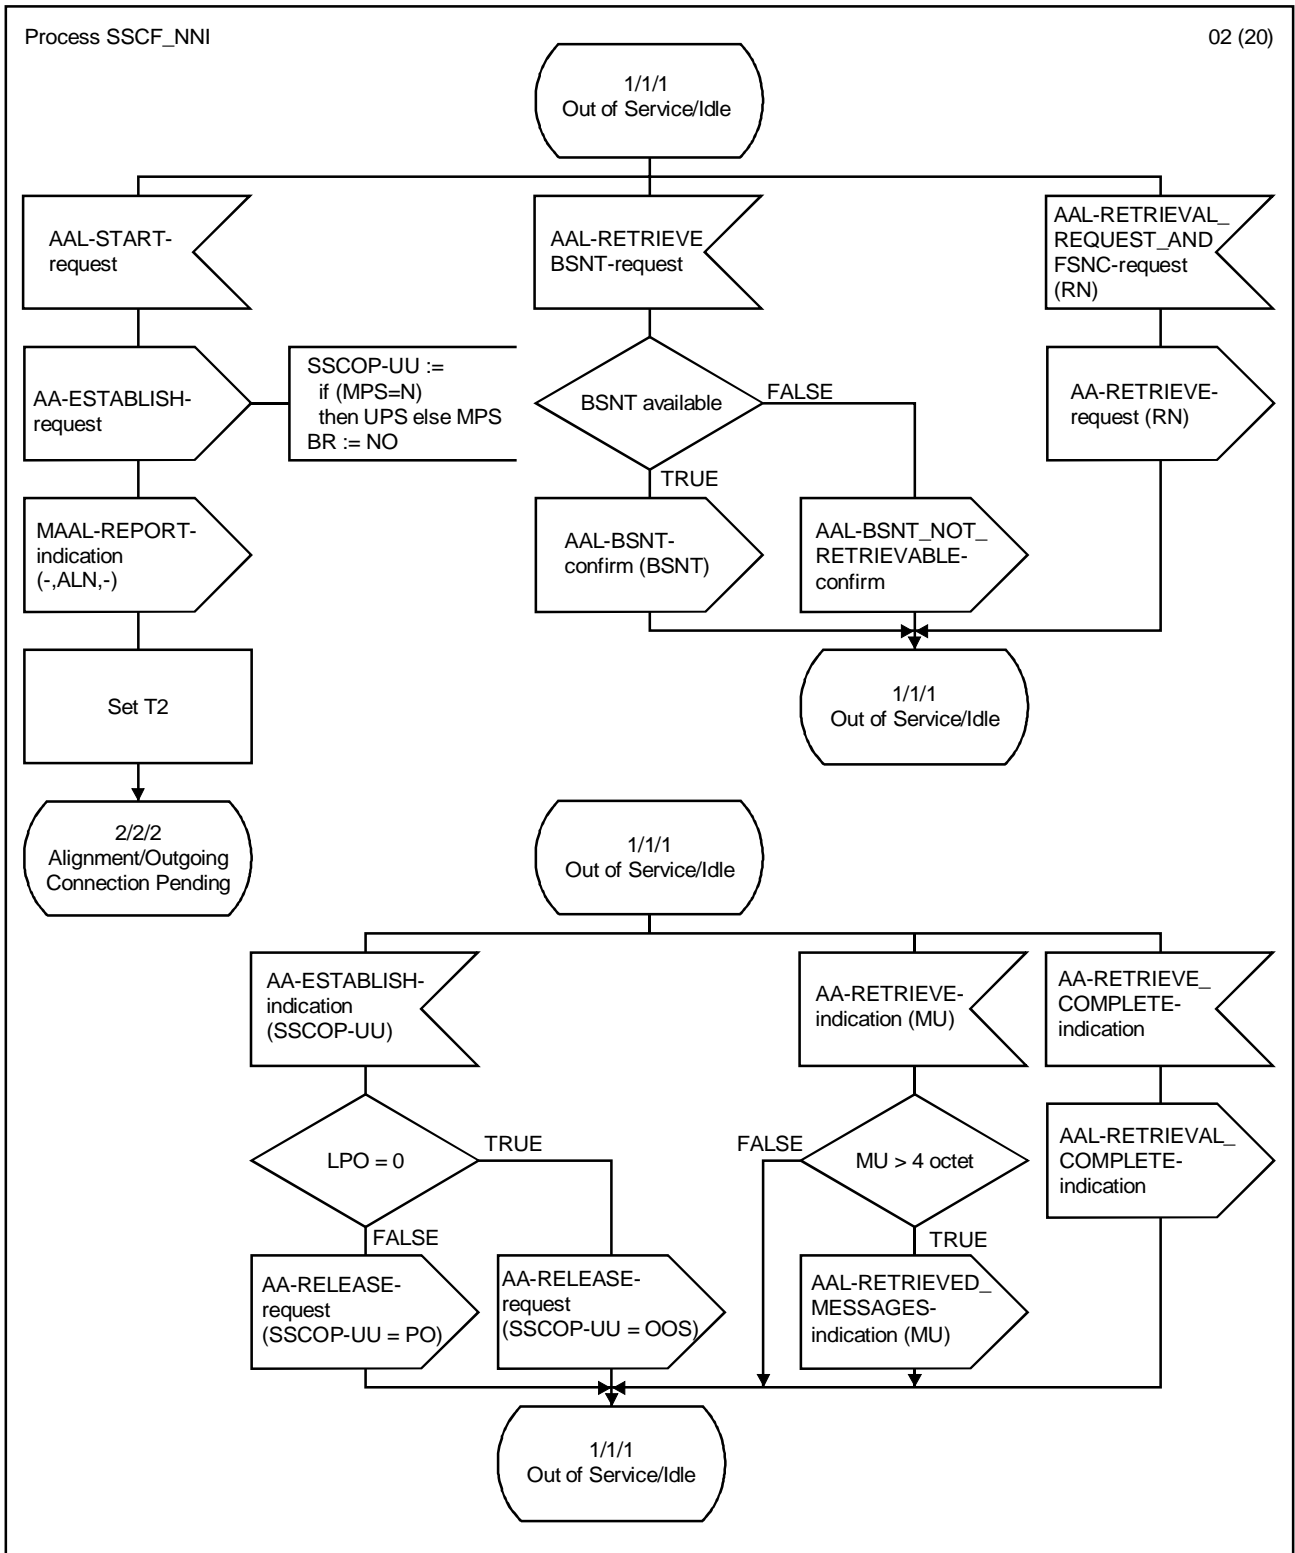 Process SSCF_NNI
02 (20)
1/1/1
Out of Service/Idle
AAL-START-
request
AAL-RETRIEVE
BSNT-request
AAL-RETRIEVAL_
REQUEST_AND
FSNC-request
(RN)
AA-ESTABLISH-
request
SSCOP-UU :=
if (MPS=N)
then UPS else MPS
BR := NO
BSNT available
FALSE
TRUE
AA-RETRIEVE-
request (RN)
MAAL-REPORT-
indication
(-,ALN,-)
AAL-BSNT-
confirm (BSNT)
AAL-BSNT_NOT_
RETRIEVABLE-
confirm
Set T2
1/1/1
Out of Service/Idle
2/2/2
Alignment/Outgoing
Connection Pending
1/1/1
Out of Service/Idle
AA-ESTABLISH-
indication
(SSCOP-UU)
AA-RETRIEVE-
indication (MU)
AA-RETRIEVE_
COMPLETE-
indication
LPO = 0
TRUE
FALSE
FALSE
MU > 4 octet
TRUE
AAL-RETRIEVAL_
COMPLETE-
indication
AA-RELEASE-
request
(SSCOP-UU = PO)
AA-RELEASE-
request
(SSCOP-UU = OOS)
AAL-RETRIEVED_
MESSAGES-
indication (MU)
1/1/1
Out of Service/Idle